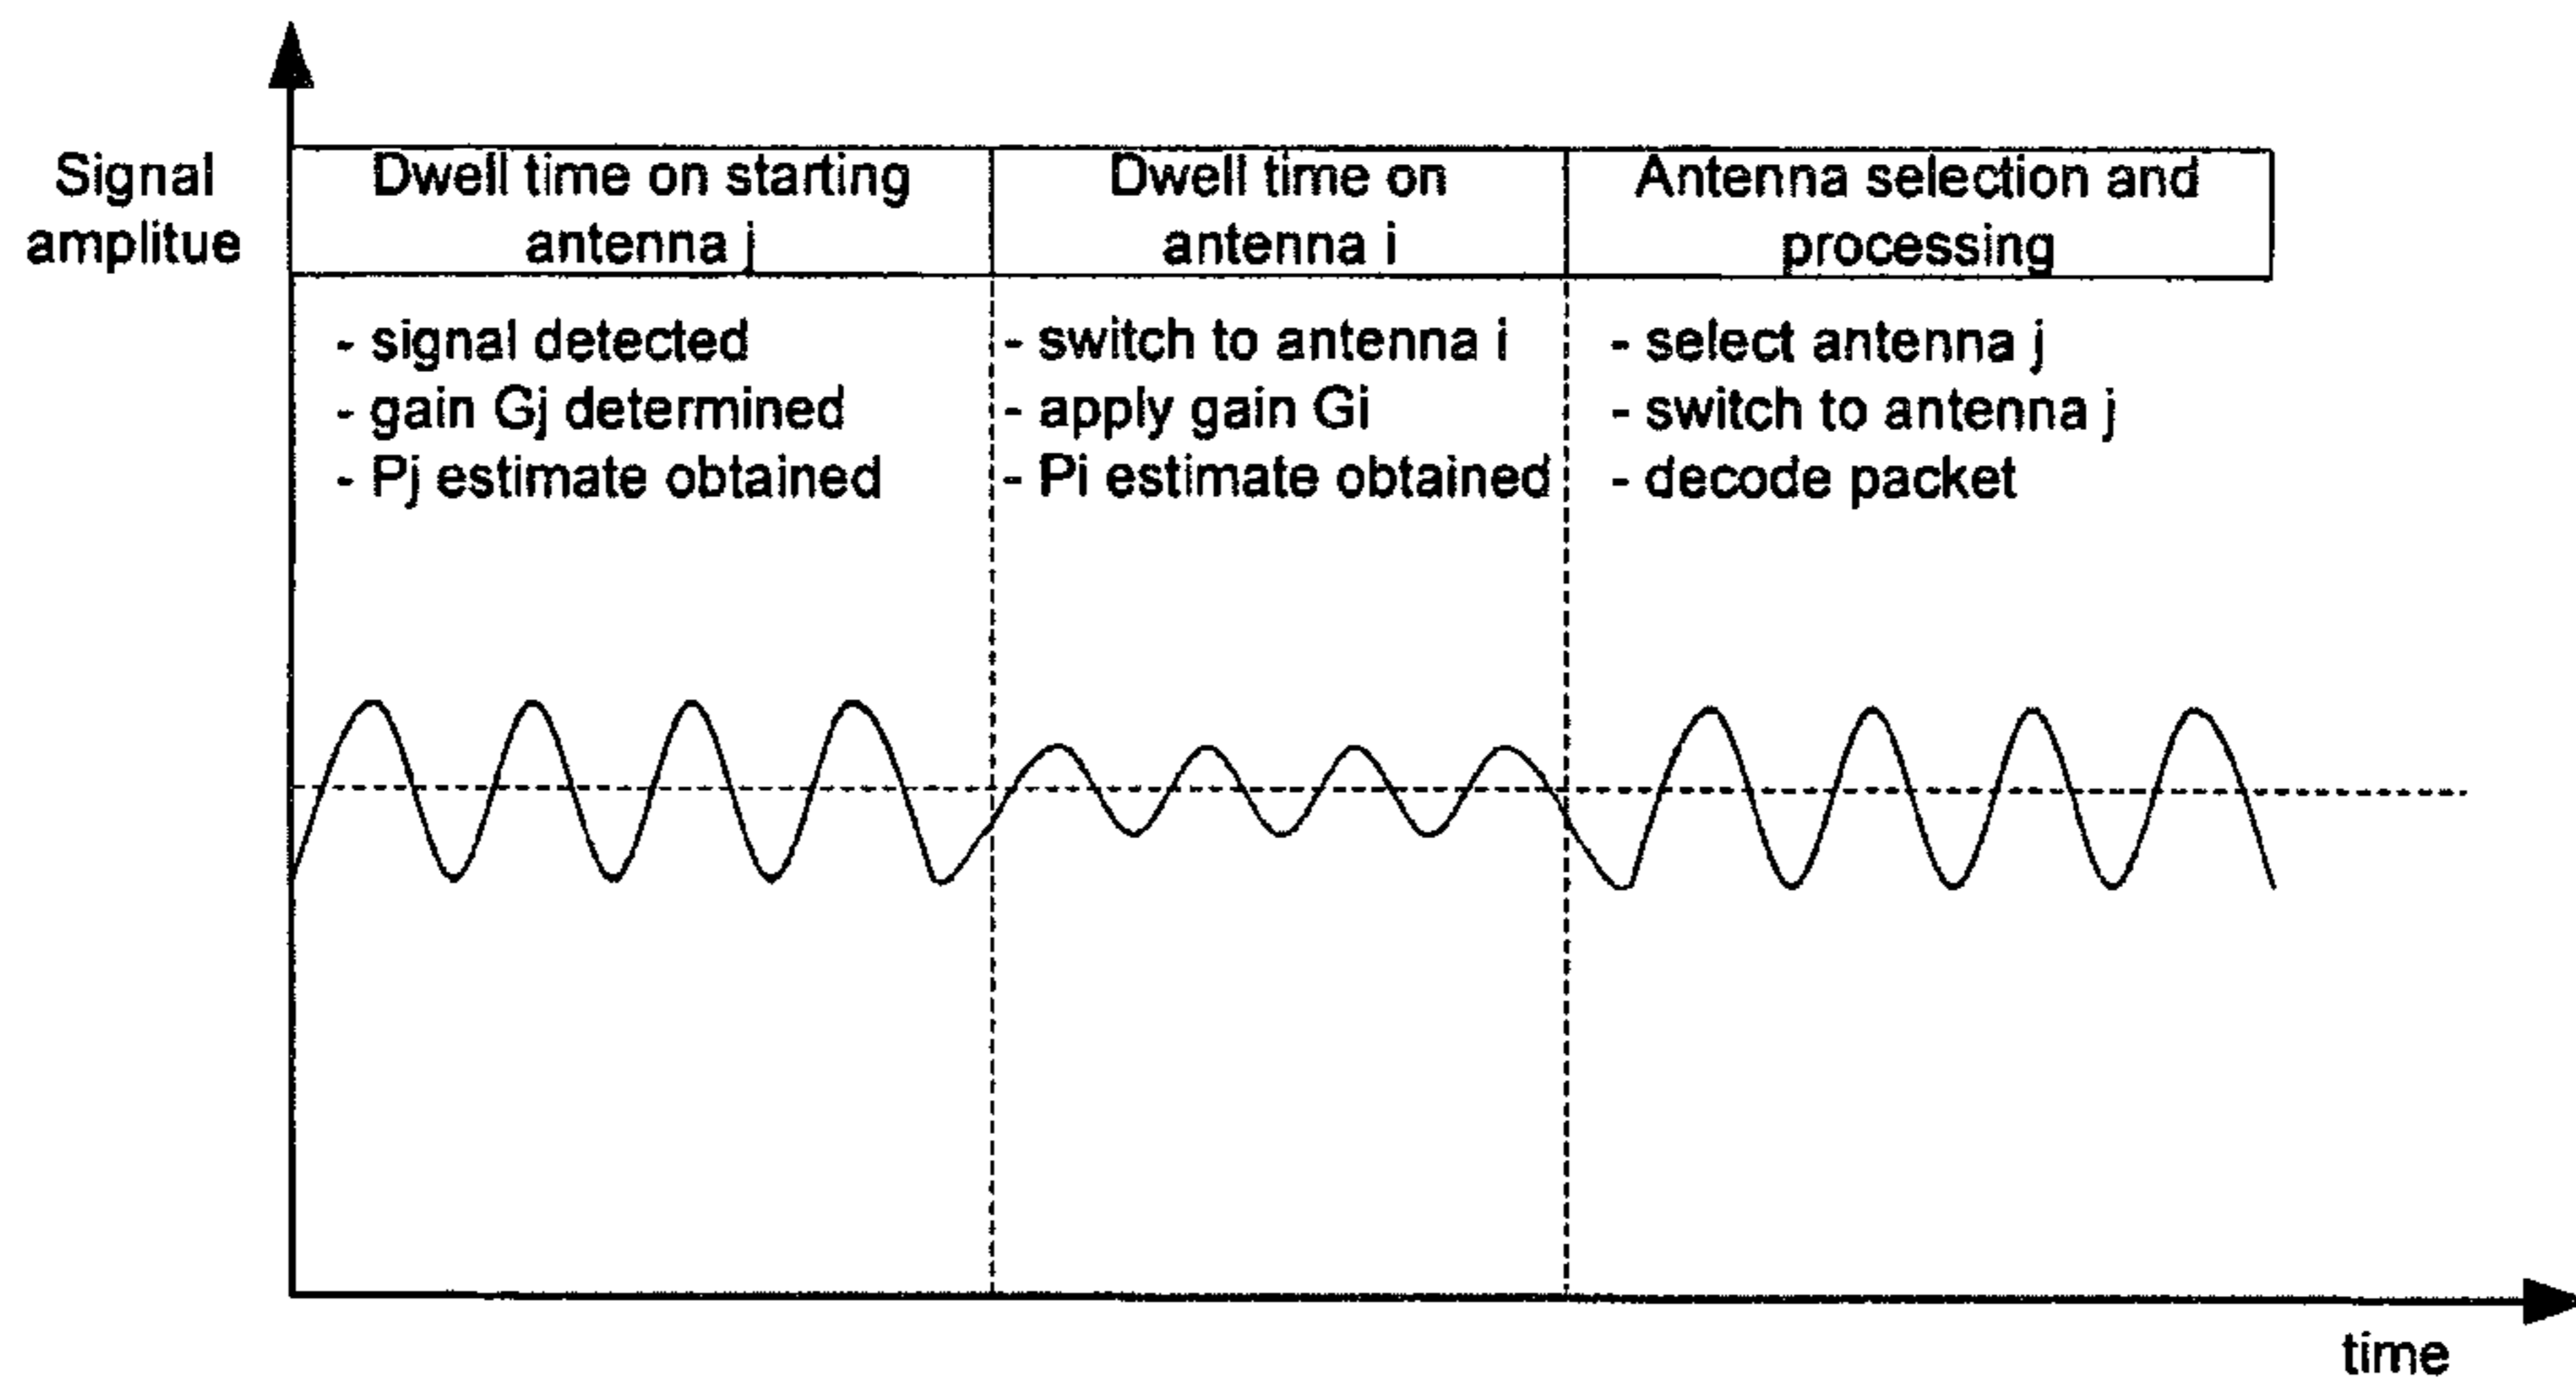 Signal
amplitue
Dwell time on starting
antenna j
Dwell time on
antenna i
Antenna selection and
processing
- signal detected
- gain Gj determined
- Pj estimate obtained
- switch to antenna i
- apply gain Gi
- Pi estimate obtained
- select antenna j
- switch to antenna j
- decode packet
time